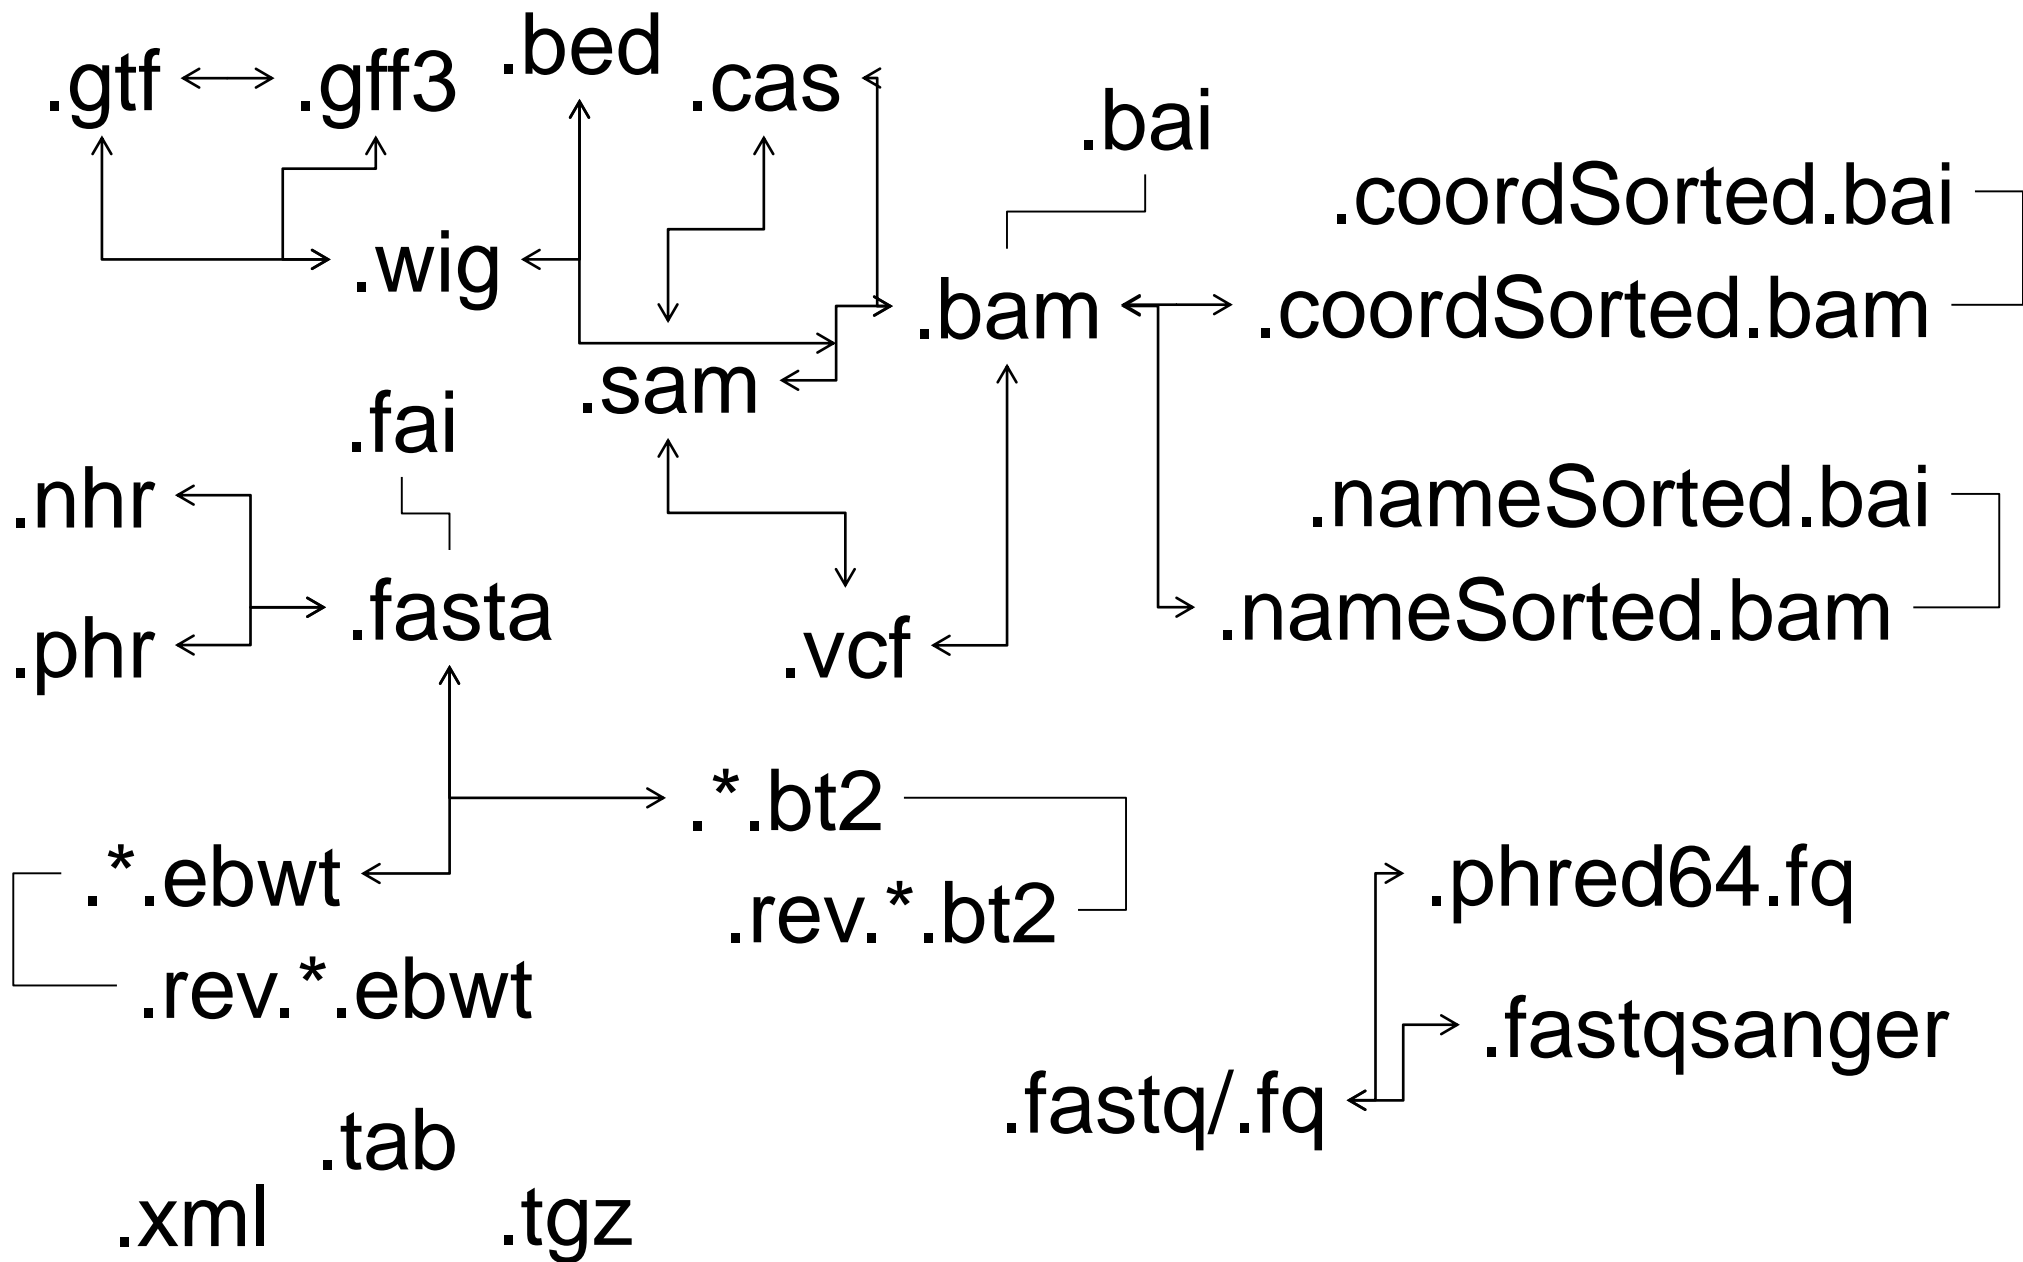 .gtf
.gff3
.bed
.cas
.bai
.coordSorted.bai
.wig
.bam
.coordSorted.bam
.sam
.fai
.nhr
.nameSorted.bai
.fasta
.nameSorted.bam
.phr
.vcf
.*.bt2
.*.ebwt
.phred64.fq
.rev.*.bt2
.rev.*.ebwt
.fastqsanger
.fastq/.fq
.tab
.xml
.tgz